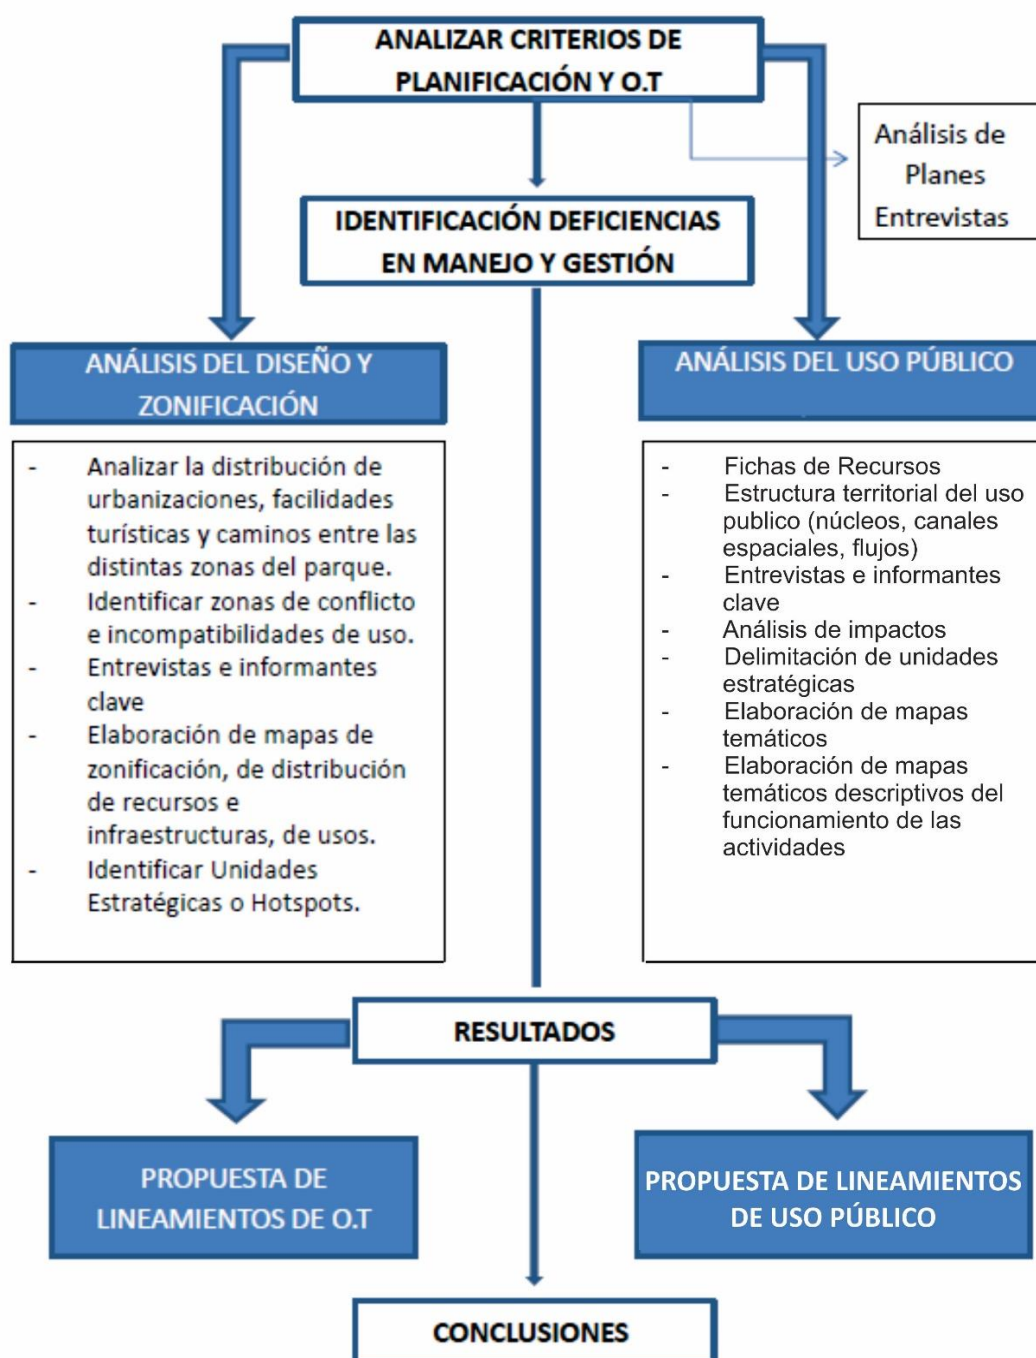 ANALIZAR CRITERIOS DE
PLANIFICACIÓN Y O.T
Análisis de
Planes
Entrevistas
IDENTIFICACIÓN DEFICIENCIAS
EN MANEJO Y GESTIÓN
ANÁLISIS DEL DISEÑO Y
ZONIFICACIÓN
- Analizar la distribución de
urbanizaciones, facilidades
turísticas y caminos entre las
distintas zonas del parque.
- Identificar zonas de conflicto
e incompatibilidades de uso.
- Entrevistas e informantes
clave
- Elaboración de mapas de
zonificación, de distribución
de recursos e
infraestructuras, de usos.
- Identificar Unidades
Estratégicas o Hotspots.
ANÁLISIS DEL USO PÚBLICO
- Fichas de Recursos
- Estructura territorial del uso
publico (núcleos, canales
espaciales, flujos)
- Entrevistas e informantes
clave
- Análisis de impactos
- Delimitación de unidades
estratégicas
- Elaboración de mapas
temáticos
- Elaboración de mapas
temáticos descriptivos del
funcionamiento de las
actividades
RESULTADOS
PROPUESTA DE
LINEAMIENTOS DE O.T
PROPUESTA DE LINEAMIENTOS
DE USO PÚBLICO
CONCLUSIONES